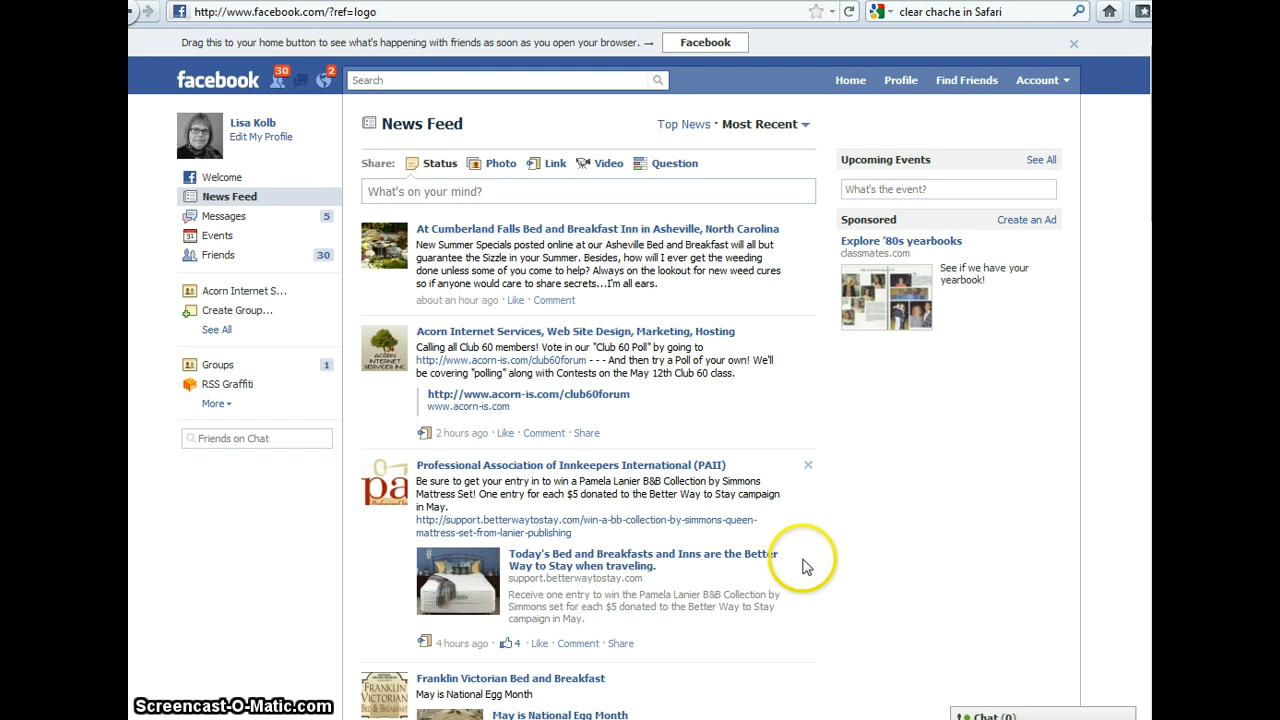 http://www.facebook.com/?ref=logo
clear chache in Safari
Drag this to your home button to see what's happening with friends as soon as you open your browser. →
Facebook
facebook
30
2
Search
Home
Profile
Find Friends
Account
Lisa Kolb
Edit My Profile
Welcome
News Feed
Messages
5
Events
31
Friends
30
Acorn Internet S...
Create Group...
See All
Groups
1
RSS Graffiti
More
Friends on Chat
News Feed
Top News · Most Recent
Share:
Status
Photo
Link
Video
Question
What's on your mind?
At Cumberland Falls Bed and Breakfast Inn in Asheville, North Carolina
New Summer Specials posted online at our Asheville Bed and Breakfast will all but
guarantee the Sizzle in your Summer. Besides, how will I ever get the weeding
done unless some of you come to help? Always on the lookout for new weed cures
so if anyone would care to share secrets...I'm all ears.
about an hour ago · Like · Comment
ACORN
INTERNET
SERVICES INC.
Acorn Internet Services, Web Site Design, Marketing, Hosting
Calling all Club 60 members! Vote in our "Club 60 Poll" by going to
http://www.acorn-is.com/club60forum - - - And then try a Poll of your own! We'll
be covering "polling" along with Contests on the May 12th Club 60 class.
http://www.acorn-is.com/club60forum
www.acorn-is.com
2 hours ago · Like · Comment · Share
pa
Professional Association of Innkeepers International (PAII)
Be sure to get your entry in to win a Pamela Lanier B&B Collection by Simmons
Mattress Set! One entry for each $5 donated to the Better Way to Stay campaign
in May.
http://support.betterwaytostay.com/win-a-bb-collection-by-simmons-queen-
mattress-set-from-lanier-publishing
Today's Bed and Breakfasts and Inns are the Better
Way to Stay when traveling.
support.betterwaytostay.com
Receive one entry to win the Pamela Lanier B&B Collection by
Simmons set for each $5 donated to the Better Way to Stay
campaign in May.
4 hours ago · 4 · Like · Comment · Share
FRANKLIN
VICTORIAN
BED & BREAKFAST
Franklin Victorian Bed and Breakfast
May is National Egg Month
May is National Egg Month
Upcoming Events
See All
What's the event?
Sponsored
Create an Ad
Explore '80s yearbooks
classmates.com
See if we have your
yearbook!
Chat (0)
Screencast-O-Matic.com